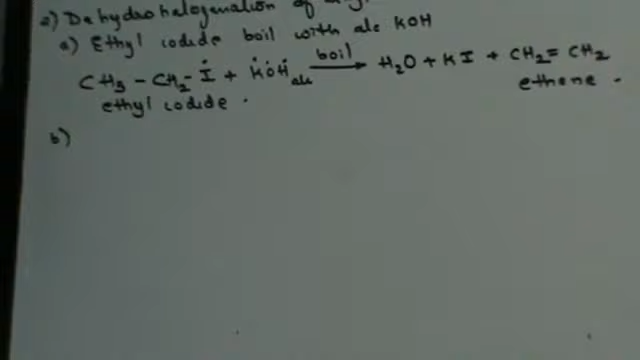 2) Dehydrohalogenation of
a) Ethyl iodide boil with alc KOH
CH3 - CH2 - I + KOH alc boil → H2O + KI + CH2 = CH2
ethyl iodide . ethene .
b)